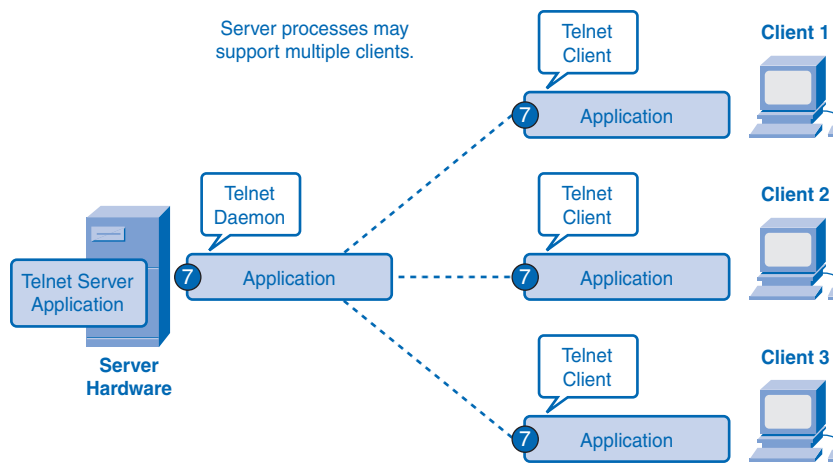 Server processes may
support multiple clients.
Telnet
Client
Client 1
7
Application
Telnet
Daemon
Telnet
Client
Client 2
7
Application
7
Application
Telnet Server
Application
Server
Hardware
Telnet
Client
Client 3
7
Application